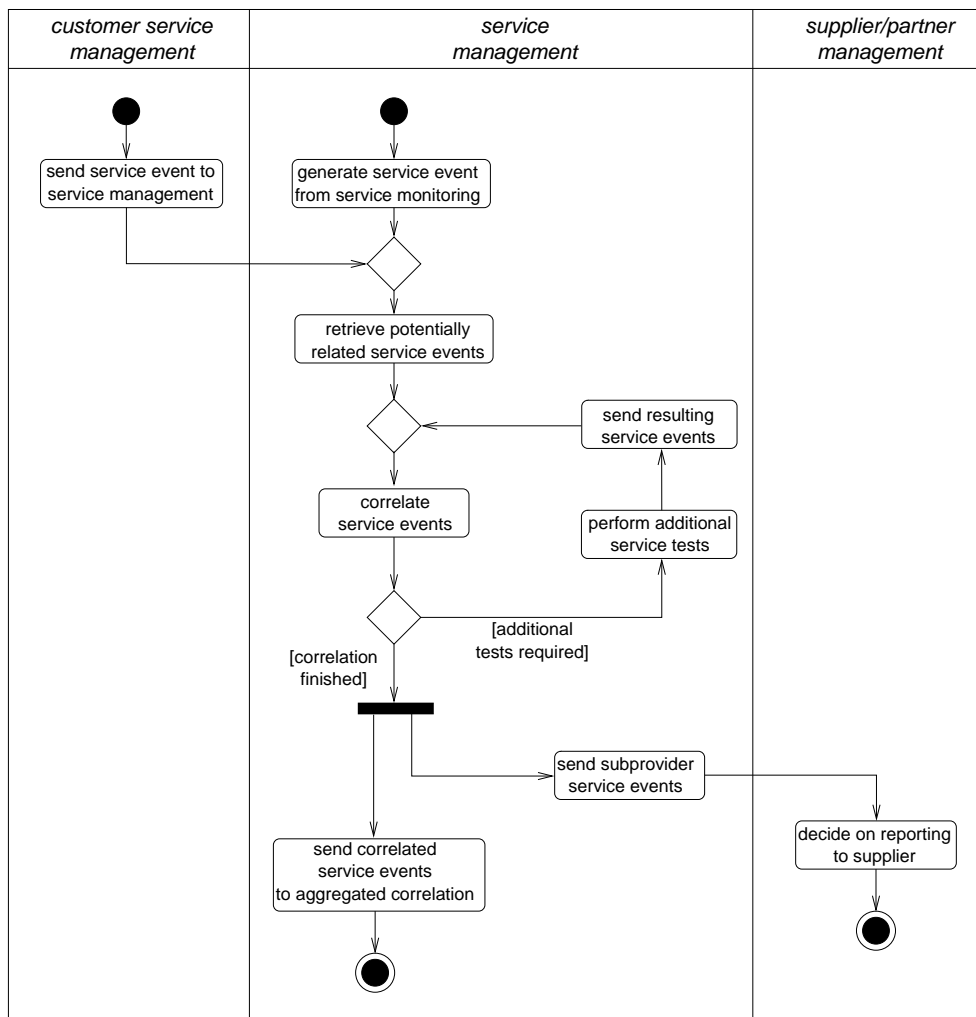 customer service
management
service
management
supplier/partner
management
send service event to
service management
generate service event
from service monitoring
retrieve potentially
related service events
send resulting
service events
correlate
service events
perform additional
service tests
[additional
tests required]
[correlation
finished]
send subprovider
service events
decide on reporting
to supplier
send correlated
service events
to aggregated correlation